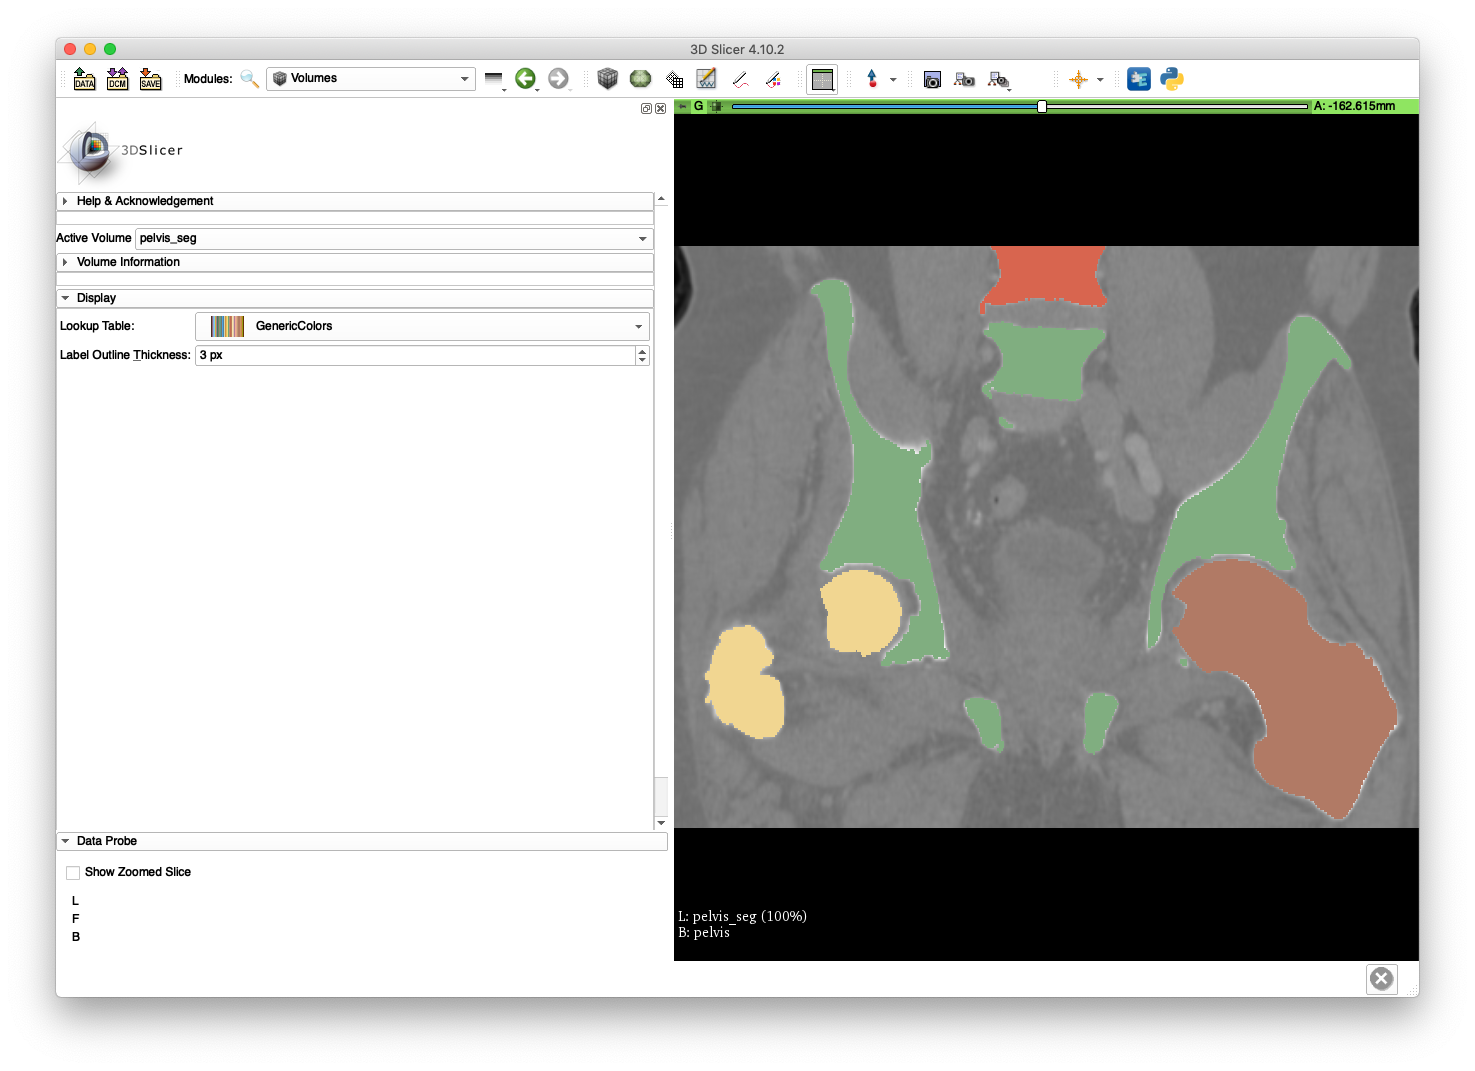 3D Slicer 4.10.2
DATA
DCM
SAVE
Modules:
Volumes
G
A: -162.615mm
3DSlicer
Help & Acknowledgement
Active Volume
pelvis_seg
Volume Information
Display
Lookup Table:
GenericColors
Label Outline Thickness:
3 px
Data Probe
Show Zoomed Slice
L
F
B
L: pelvis_seg (100%)
B: pelvis